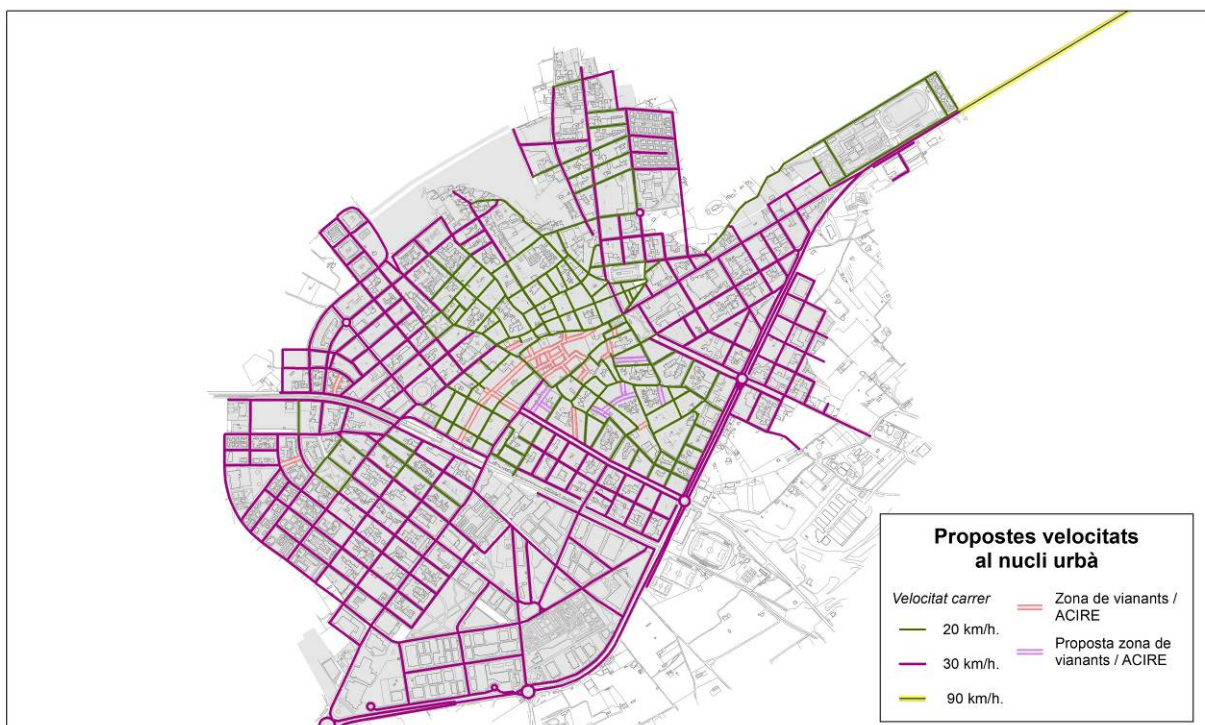 Propostes velocitats
al nucli urbà
Velocitat carrer
20 km/h.
30 km/h.
90 km/h.
Zona de vianants /
ACIRE
Proposta zona de
vianants / ACIRE